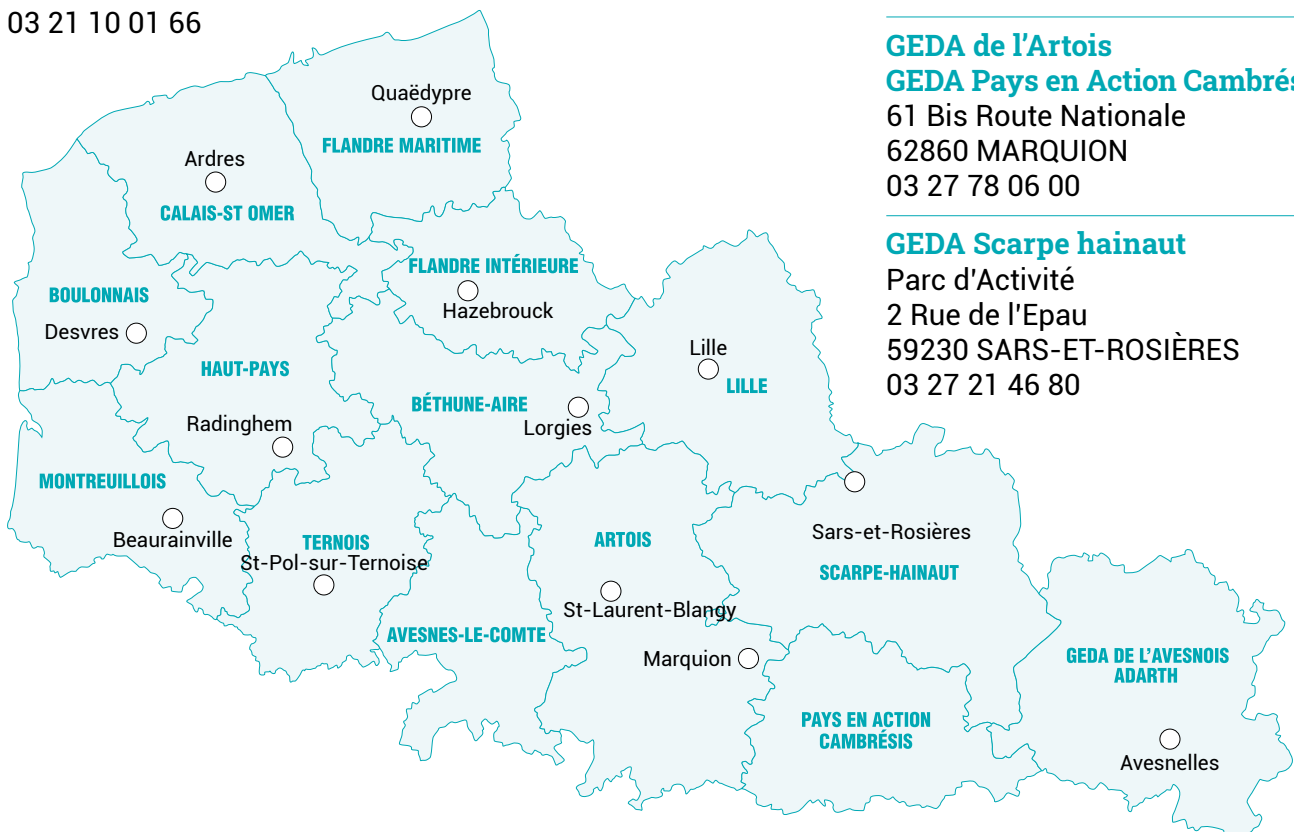 03 21 10 01 66
GEDA de l'Artois
GEDA Pays en Action Cambrés
61 Bis Route Nationale
62860 MARQUION
03 27 78 06 00
GEDA Scarpe hainaut
Parc d'Activité
2 Rue de l'Epau
59230 SARS-ET-ROSIÈRES
03 27 21 46 80
Quaëdypre
FLANDRE MARITIME
Ardres
CALAIS-ST OMER
FLANDRE INTÉRIEURE
Hazebrouck
BOULONNAIS
Desvres
HAUT-PAYS
Radinghem
BÉTHUNE-AIRE
Lorgies
Lille
LILLE
MONTREUILLOIS
Beaurainville
TERNOIS
St-Pol-sur-Ternoise
ARTOIS
St-Laurent-Blangy
AVESNES-LE-COMTE
Marquion
Sars-et-Rosières
SCARPE-HAINAUT
PAYS EN ACTION
CAMBRÉSIS
GEDA DE L'AVESNOIS
ADARTH
Avesnelles